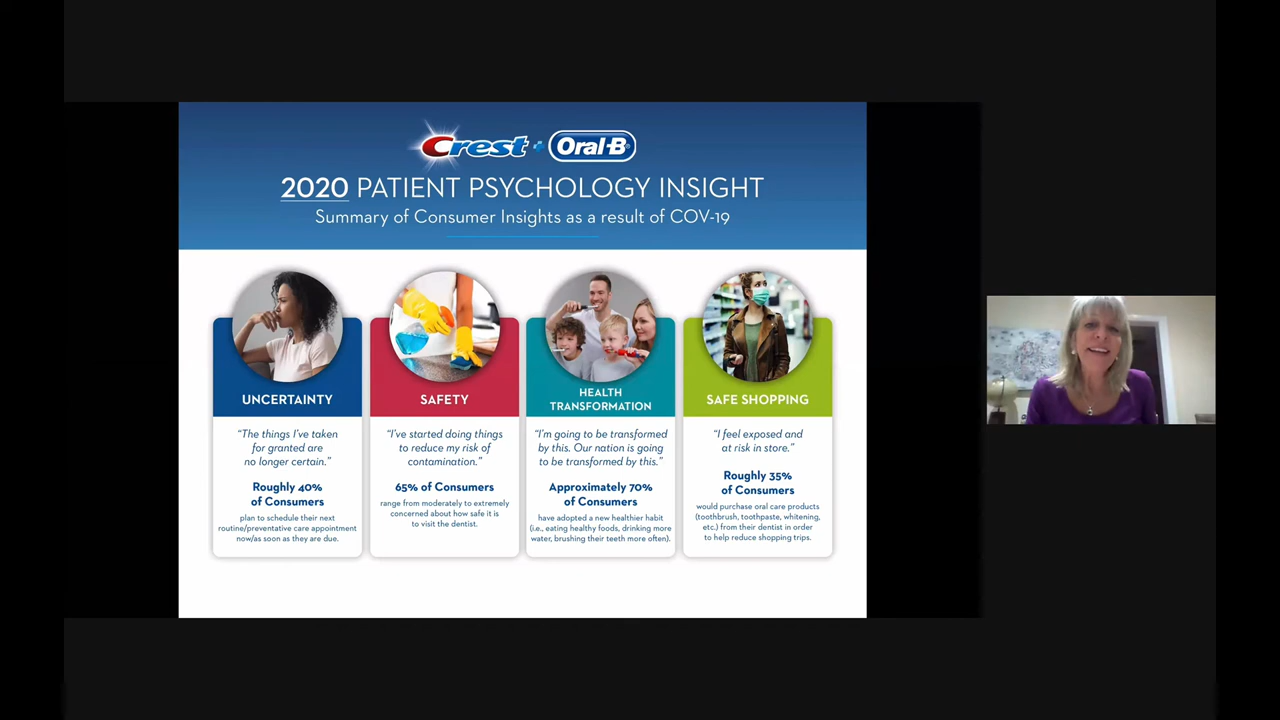 Crest + Oral-B
2020 PATIENT PSYCHOLOGY INSIGHT
Summary of Consumer Insights as a result of COV-19
UNCERTAINTY
“The things I’ve taken
for granted are
no longer certain.”
Roughly 40%
of Consumers
plan to schedule their next
routine/preventative care appointment
now/as soon as they are due.
SAFETY
“I’ve started doing things
to reduce my risk of
contamination.”
65% of Consumers
range from moderately to extremely
concerned about how safe it is
to visit the dentist.
HEALTH
TRANSFORMATION
“I’m going to be transformed
by this. Our nation is going
to be transformed by this.”
Approximately 70%
of Consumers
have adopted a new healthier habit
(i.e., eating healthy foods, drinking more
water, brushing their teeth more often).
SAFE SHOPPING
“I feel exposed and
at risk in store.”
Roughly 35%
of Consumers
would purchase oral care products
(toothbrush, toothpaste, whitening,
etc.) from their dentist in order
to help reduce shopping trips.